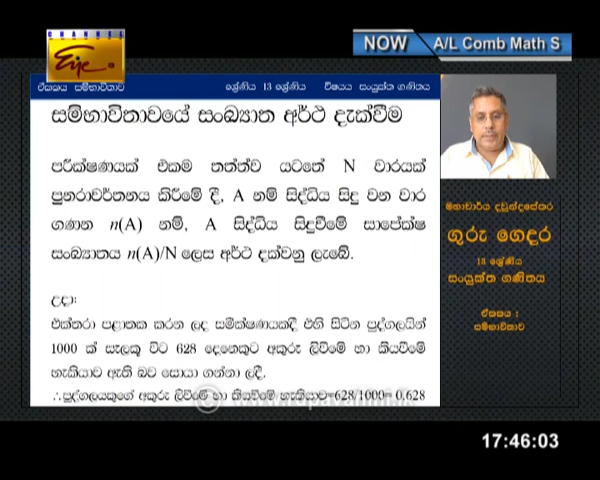 CHANNEL
Eye
NOW A/L Comb Math S
ඒකකය සම්භාවිතාව ශ්‍රේණිය 13 ශ්‍රේණිය විෂයය සංයුක්ත ගණිතය
සම්භාවිතාවයේ සංඛ්‍යාත අර්ථ දැක්වීම
පරීක්ෂණයක් එකම තත්ත්ව යටතේ N වාරයක්
පුනරාවර්තනය කිරීමේ දී, A නම් සිද්ධිය සිදු වන වාර
ගණන n(A) නම්, A සිද්ධිය සිදුවීමේ සාපේක්ෂ
සංඛ්‍යාතය n(A)/N ලෙස අර්ථ දක්වනු ලැබේ.
උදා:
එක්තරා පළාතක කරන ලද සමීක්ෂණයකදී එහි සිටින පුද්ගලයින්
1000 ක් සැලකූ විට 628 දෙනෙකුට අකුරු ලිවීමේ හා කියවීමේ
හැකියාව ඇති බව සොයා ගන්නා ලදී.
∴පුද්ගලයකුගේ අකුරු ලිවීමේ හා කියවීමේ හැකියාව=628/1000= 0.628
මහාචාර්ය
ගුරු ගෙදර
13 ශ්‍රේණිය
සංයුක්ත ගණිතය
ඒකකය :
සම්භාවිතාව
17:46:03